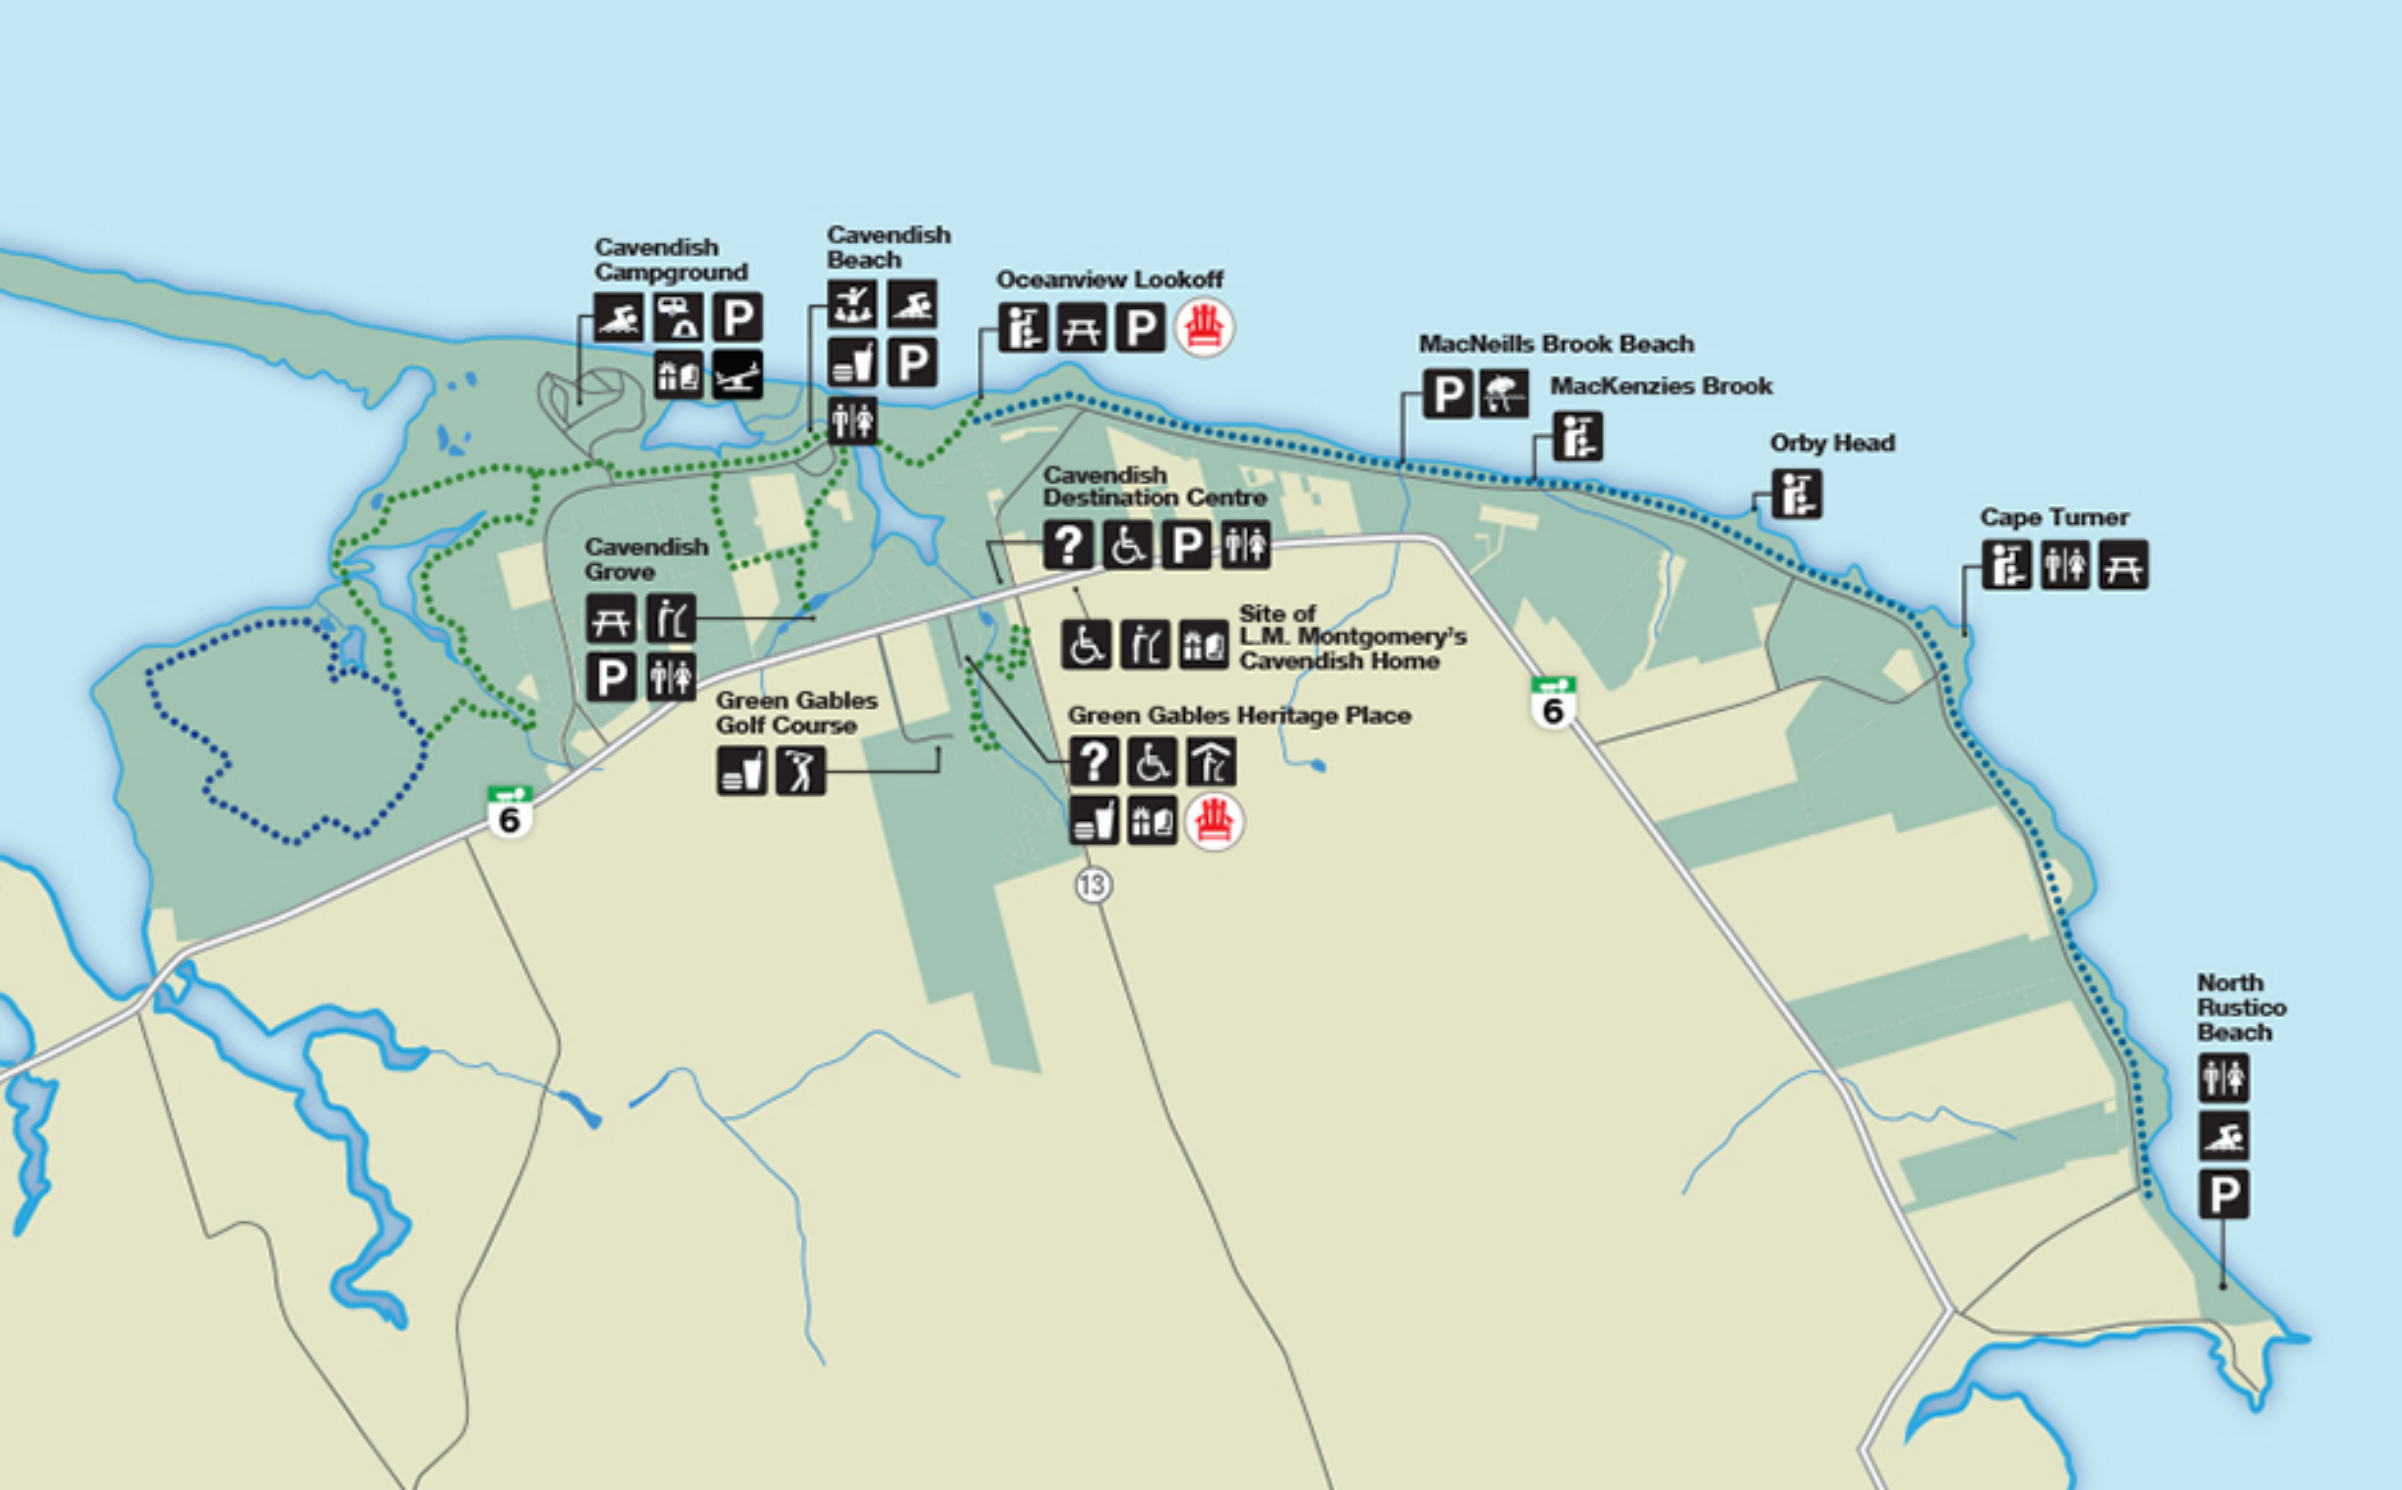 Cavendish
Campground
P
Cavendish
Beach
P
Oceanview Lookoff
P
MacNeills Brook Beach
P
MacKenzies Brook
Orby Head
Cape Turner
Cavendish
Destination Centre
?
P
Cavendish
Grove
P
Site of
L.M. Montgomery's
Cavendish Home
Green Gables
Golf Course
Green Gables Heritage Place
?
6
6
13
North
Rustico
Beach
P